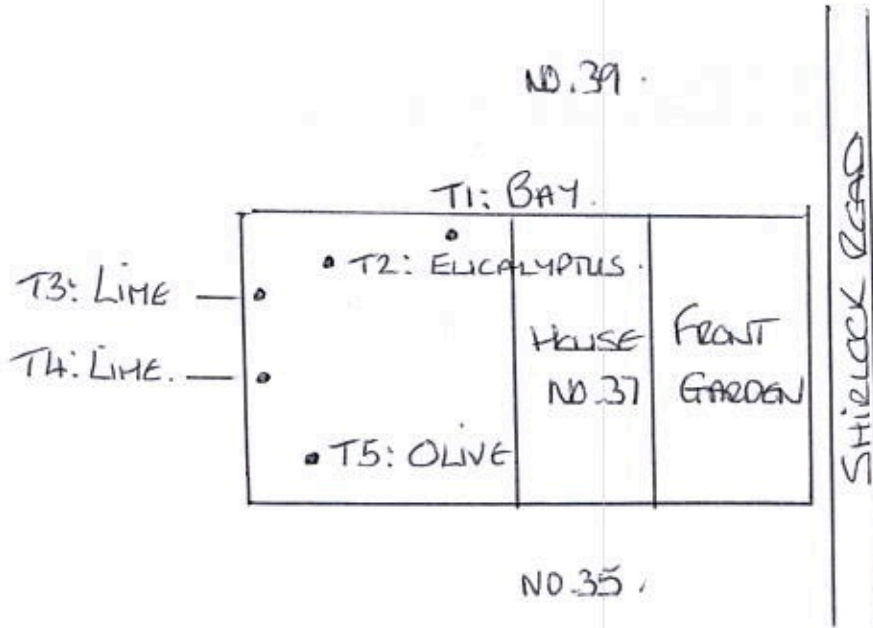 NO.39.
T1: BAY.
T2: EUCALYPTUS.
T3: LIME
T4: LIME.
T5: OLIVE
HOUSE
NO.37
FRONT
GARDEN
NO.35.
SHIRLOCK ROAD